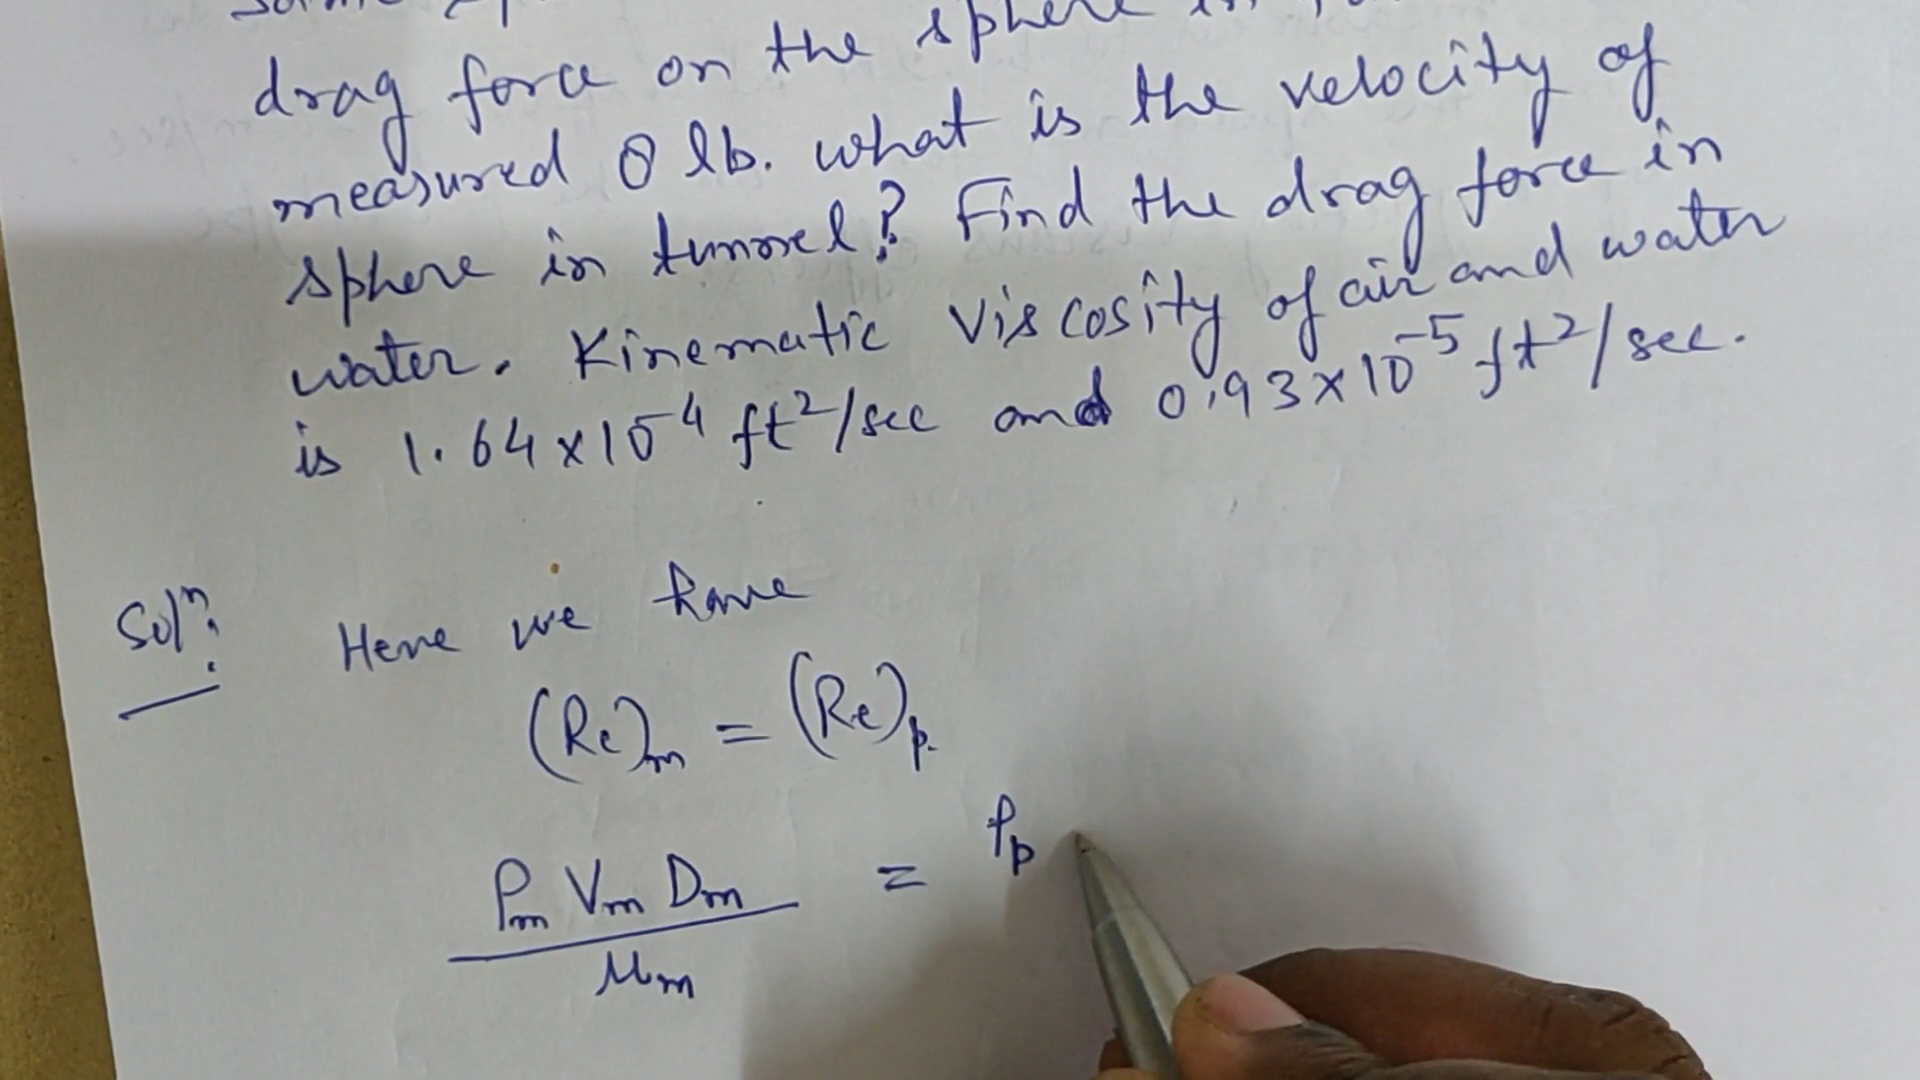 drag force on the sphere in
measured 8 lb. what is the velocity of
sphere in tunnel? Find the drag force in
water. Kinematic viscosity of air and water
is 1.64×10⁻⁴ ft²/sec and 0.93×10⁻⁵ ft²/sec.
Solⁿ: Here we have
(Re)ₘ = (Re)ₚ.
ρₘ Vₘ Dₘ / μₘ = ρₚ